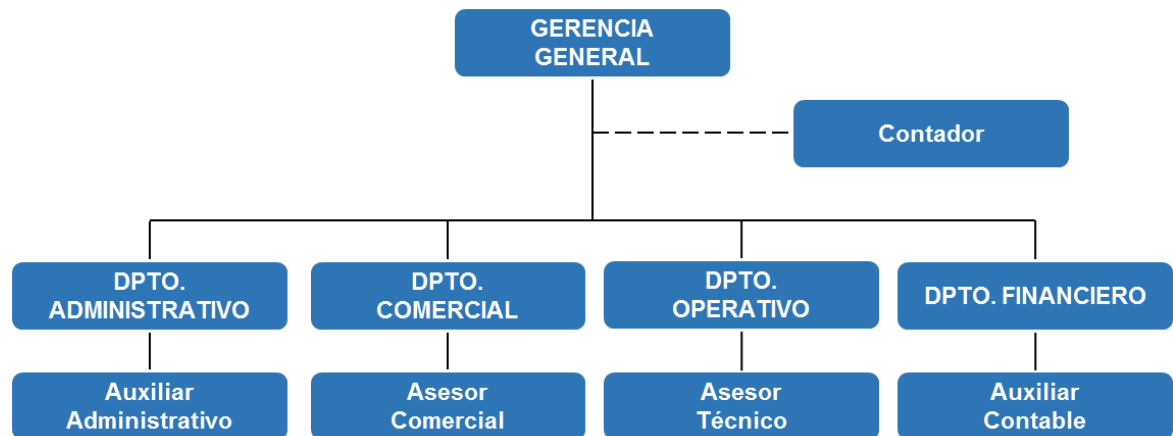 GERENCIA
GENERAL
Contador
DPTO.
ADMINISTRATIVO
DPTO.
COMERCIAL
DPTO.
OPERATIVO
DPTO. FINANCIERO
Auxiliar
Administrativo
Asesor
Comercial
Asesor
Técnico
Auxiliar
Contable